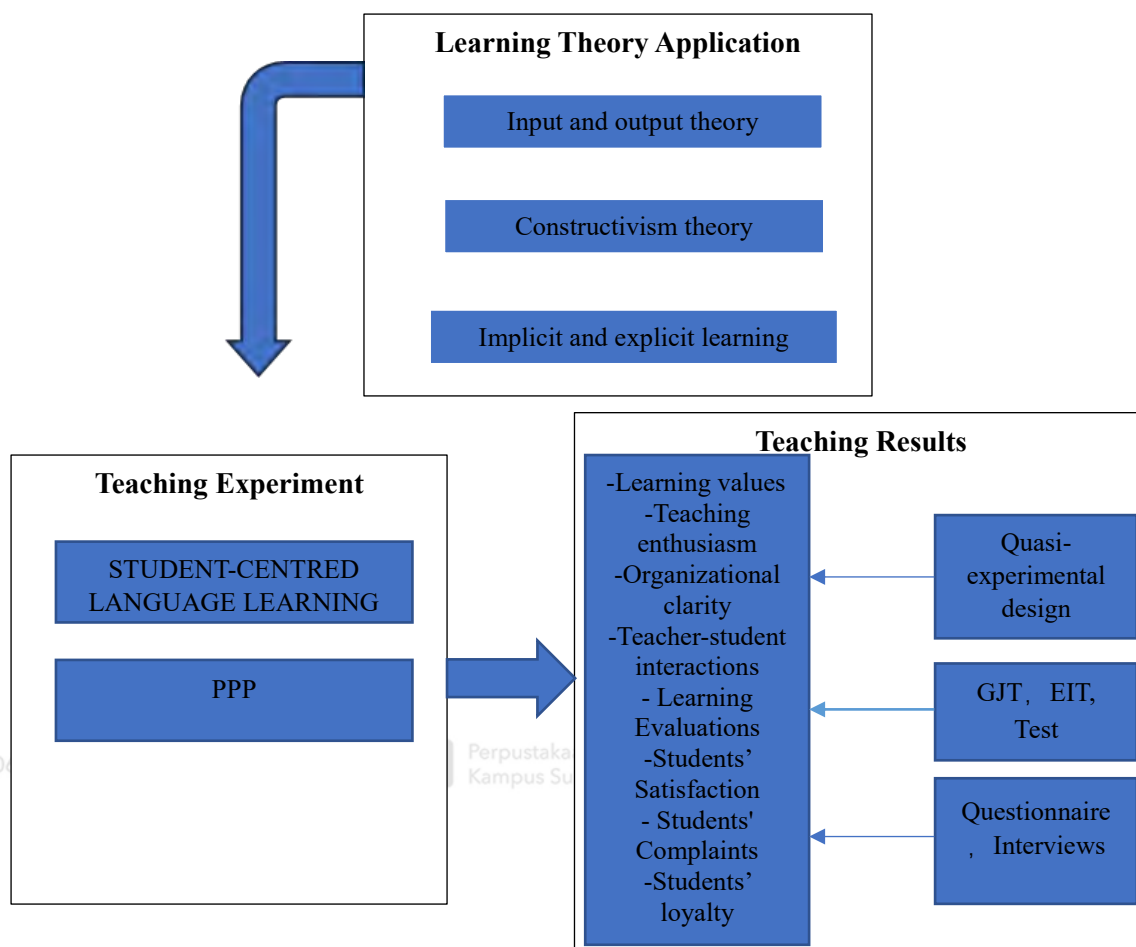 Learning Theory Application
Input and output theory
Constructivism theory
Implicit and explicit learning
Teaching Experiment
STUDENT-CENTRED
LANGUAGE LEARNING
PPP
Teaching Results
-Learning values
-Teaching
enthusiasm
-Organizational
clarity
-Teacher-student
interactions
- Learning
Evaluations
-Students’
Satisfaction
- Students'
Complaints
-Students’
loyalty
Quasi-
experimental
design
GJT，EIT,
Test
Questionnaire
，Interviews
Kampus